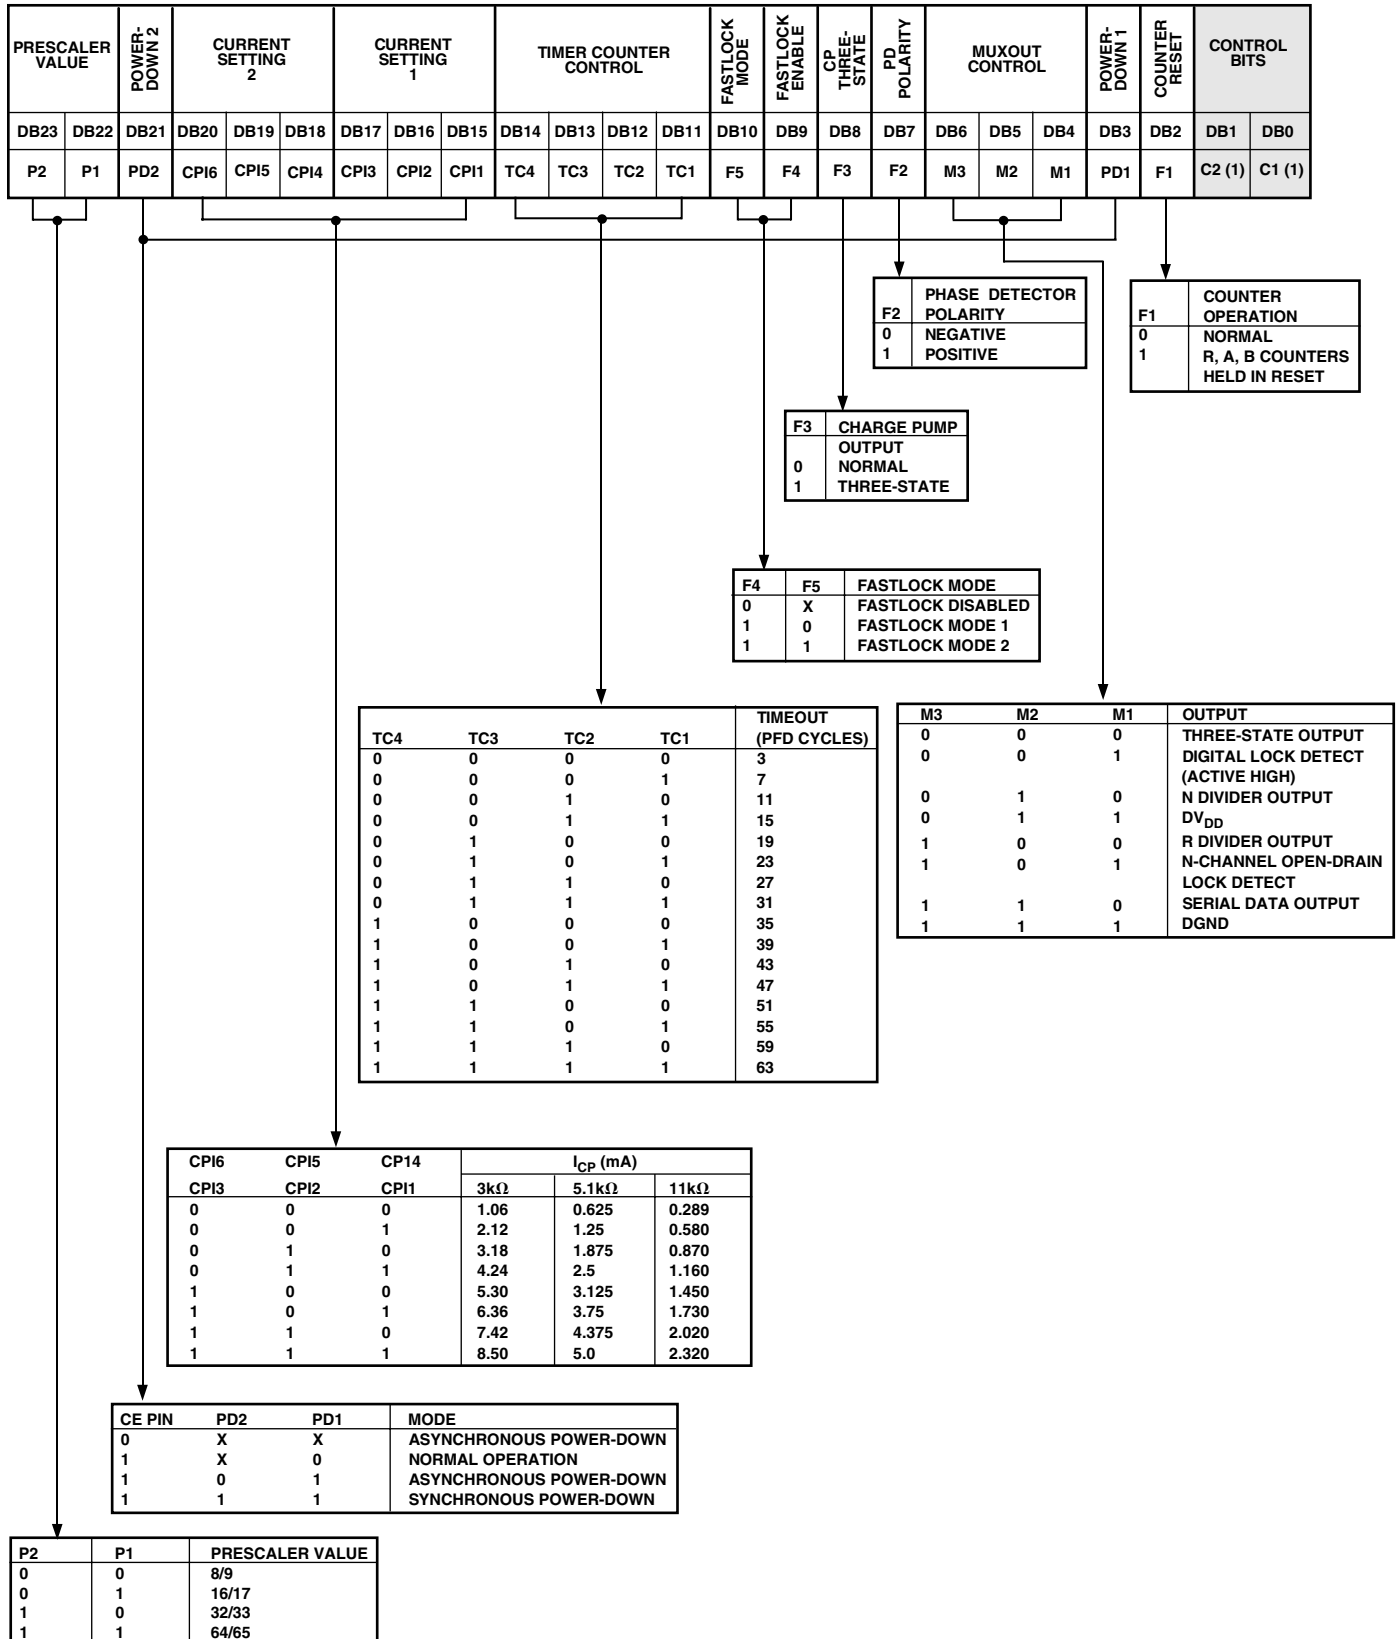 PRESCALER VALUE
POWER-DOWN 2
CURRENT SETTING 2
CURRENT SETTING 1
TIMER COUNTER CONTROL
FASTLOCK MODE
FASTLOCK ENABLE
CP THREE-STATE
PD POLARITY
MUXOUT CONTROL
POWER-DOWN 1
COUNTER RESET
CONTROL BITS
DB23 DB22 DB21 DB20 DB19 DB18 DB17 DB16 DB15 DB14 DB13 DB12 DB11 DB10 DB9 DB8 DB7 DB6 DB5 DB4 DB3 DB2 DB1 DB0
P2 P1 PD2 CPI6 CPI5 CPI4 CPI3 CPI2 CPI1 TC4 TC3 TC2 TC1 F5 F4 F3 F2 M3 M2 M1 PD1 F1 C2 (1) C1 (1)
PHASE DETECTOR
F2 POLARITY
0 NEGATIVE
1 POSITIVE
COUNTER
F1 OPERATION
0 NORMAL
1 R, A, B COUNTERS
HELD IN RESET
F3 CHARGE PUMP
OUTPUT
0 NORMAL
1 THREE-STATE
F4 F5 FASTLOCK MODE
0 X FASTLOCK DISABLED
1 0 FASTLOCK MODE 1
1 1 FASTLOCK MODE 2
TIMEOUT
TC4 TC3 TC2 TC1 (PFD CYCLES)
0 0 0 0 3
0 0 0 1 7
0 0 1 0 11
0 0 1 1 15
0 1 0 0 19
0 1 0 1 23
0 1 1 0 27
0 1 1 1 31
1 0 0 0 35
1 0 0 1 39
1 0 1 0 43
1 0 1 1 47
1 1 0 0 51
1 1 0 1 55
1 1 1 0 59
1 1 1 1 63
M3 M2 M1 OUTPUT
0 0 0 THREE-STATE OUTPUT
0 0 1 DIGITAL LOCK DETECT
(ACTIVE HIGH)
0 1 0 N DIVIDER OUTPUT
0 1 1 DVDD
1 0 0 R DIVIDER OUTPUT
1 0 1 N-CHANNEL OPEN-DRAIN
LOCK DETECT
1 1 0 SERIAL DATA OUTPUT
1 1 1 DGND
CPI6 CPI5 CP14 ICP (mA)
CPI3 CPI2 CPI1 3kΩ 5.1kΩ 11kΩ
0 0 0 1.06 0.625 0.289
0 0 1 2.12 1.25 0.580
0 1 0 3.18 1.875 0.870
0 1 1 4.24 2.5 1.160
1 0 0 5.30 3.125 1.450
1 0 1 6.36 3.75 1.730
1 1 0 7.42 4.375 2.020
1 1 1 8.50 5.0 2.320
CE PIN PD2 PD1 MODE
0 X X ASYNCHRONOUS POWER-DOWN
1 X 0 NORMAL OPERATION
1 0 1 ASYNCHRONOUS POWER-DOWN
1 1 1 SYNCHRONOUS POWER-DOWN
P2 P1 PRESCALER VALUE
0 0 8/9
0 1 16/17
1 0 32/33
1 1 64/65